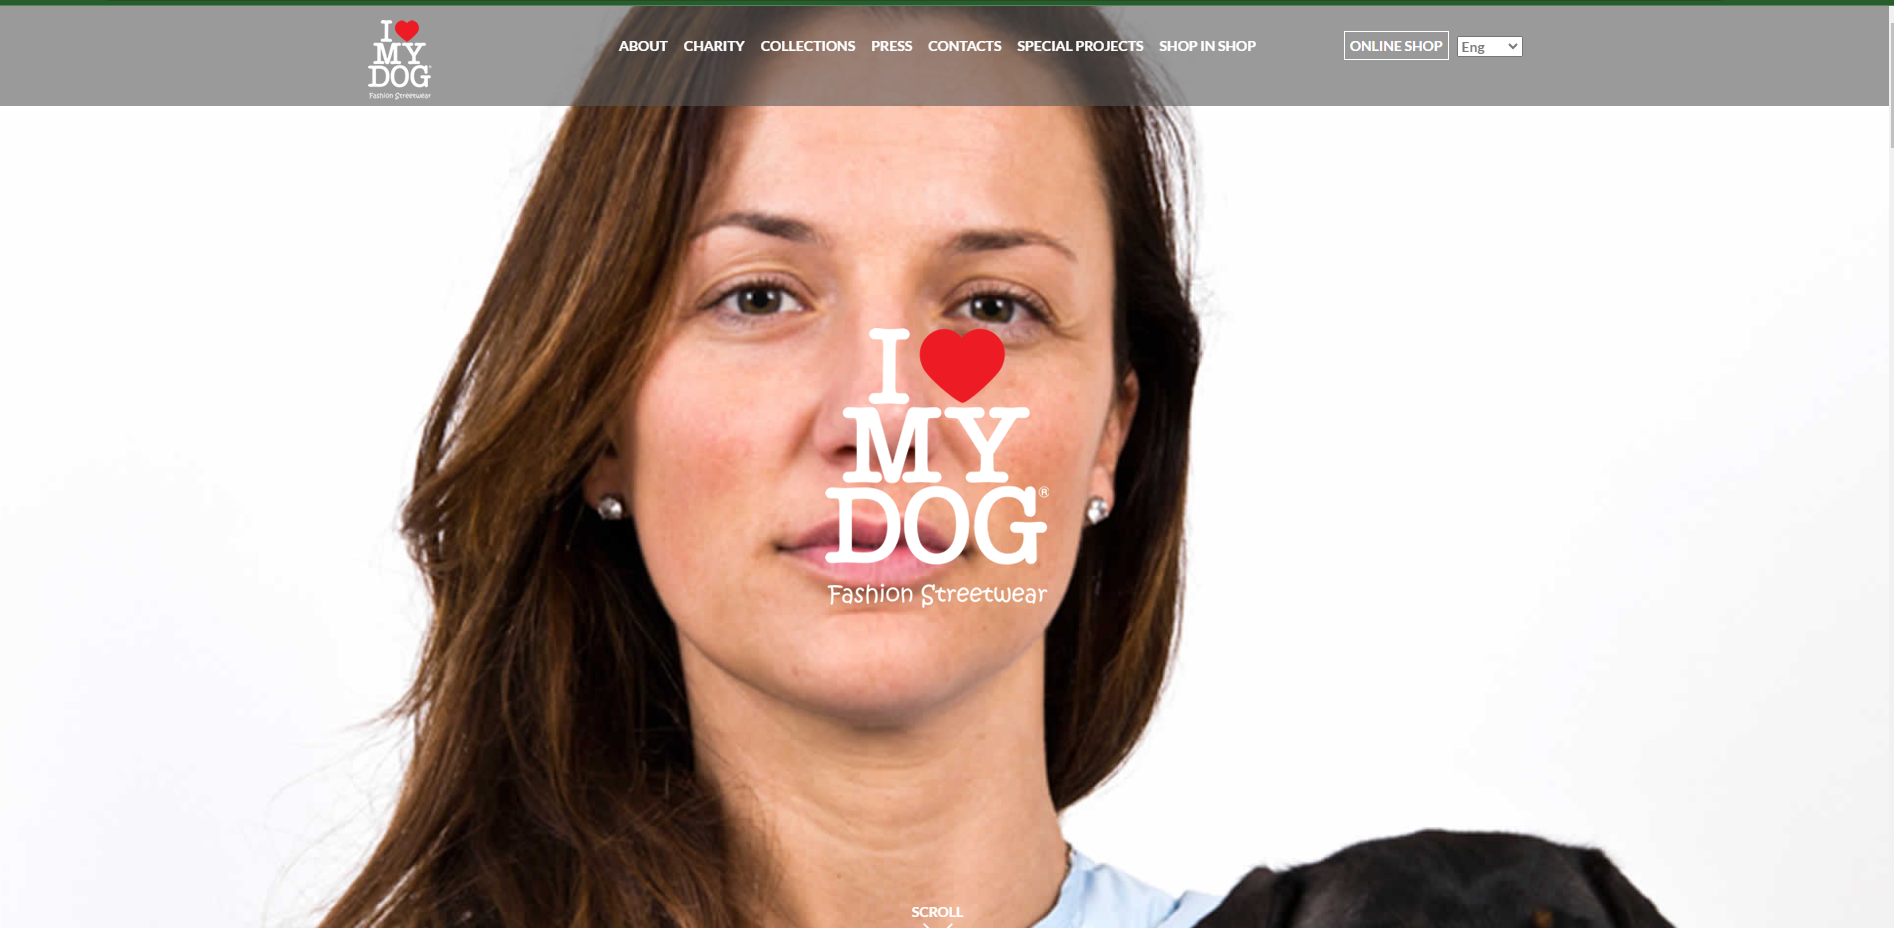 I ❤ MY DOG
Fashion Streetwear
ABOUT CHARITY COLLECTIONS PRESS CONTACTS SPECIAL PROJECTS SHOP IN SHOP
ONLINE SHOP
Eng
I ❤
MY
DOG®
Fashion Streetwear
SCROLL